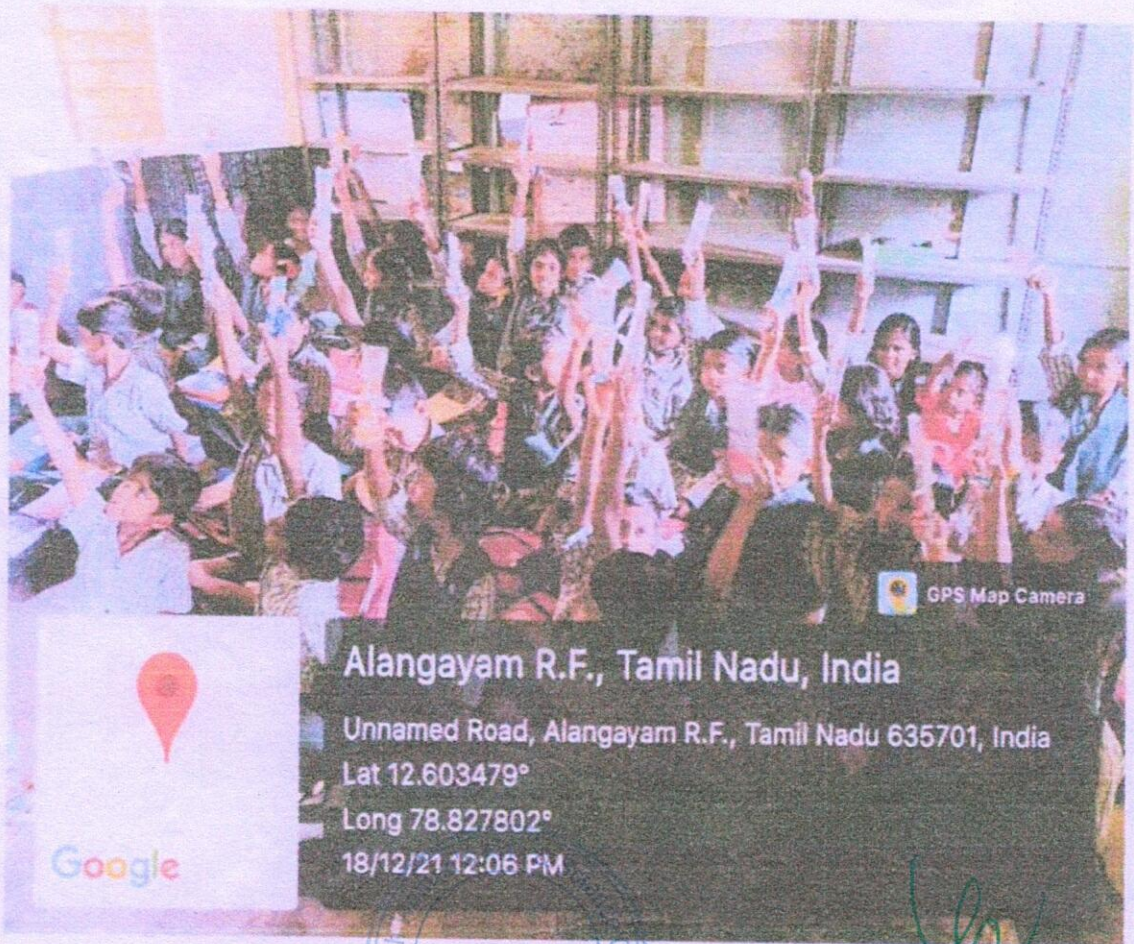 GPS Map Camera
Alangayam R.F., Tamil Nadu, India
Unnamed Road, Alangayam R.F., Tamil Nadu 635701, India
Lat 12.603479°
Long 78.827802°
18/12/21 12:06 PM
Google